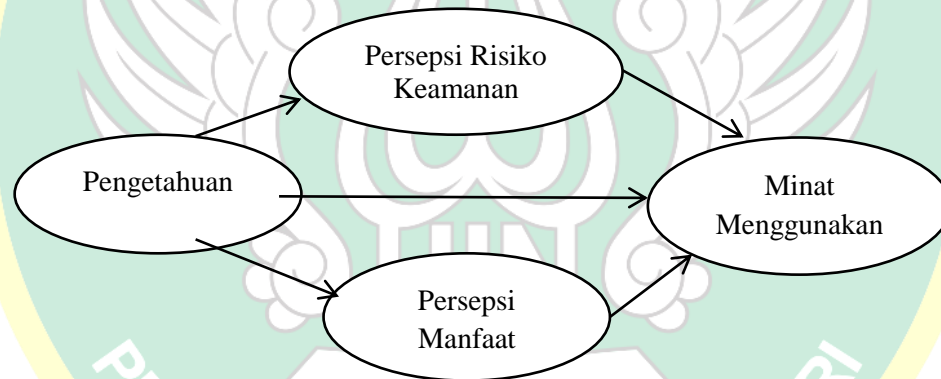 Persepsi Risiko
Keamanan
Pengetahuan
Minat
Menggunakan
Persepsi
Manfaat